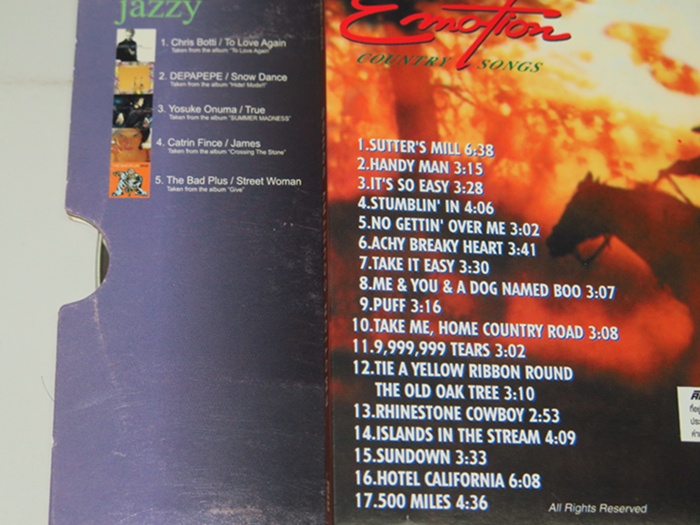 jazzy
1. Chris Botti / To Love Again
Taken from the album "To Love Again"
2. DEPAPEPE / Snow Dance
Taken from the album "Hide! Mode!!"
3. Yosuke Onuma / True
Taken from the album "SUMMER MADNESS"
4. Catrin Fince / James
Taken from the album "Crossing The Stone"
5. The Bad Plus / Street Woman
Taken from the album "Give"
Emotion
COUNTRY SONGS
1.SUTTER'S MILL 6:38
2.HANDY MAN 3:15
3.IT'S SO EASY 3:28
4.STUMBLIN' IN 4:06
5.NO GETTIN' OVER ME 3:02
6.ACHY BREAKY HEART 3:41
7.TAKE IT EASY 3:30
8.ME & YOU & A DOG NAMED BOO 3:07
9.PUFF 3:16
10.TAKE ME, HOME COUNTRY ROAD 3:08
11.9,999,999 TEARS 3:02
12.TIE A YELLOW RIBBON ROUND
THE OLD OAK TREE 3:10
13.RHINESTONE COWBOY 2:53
14.ISLANDS IN THE STREAM 4:09
15.SUNDOWN 3:33
16.HOTEL CALIFORNIA 6:08
17.500 MILES 4:36
All Rights Reserved